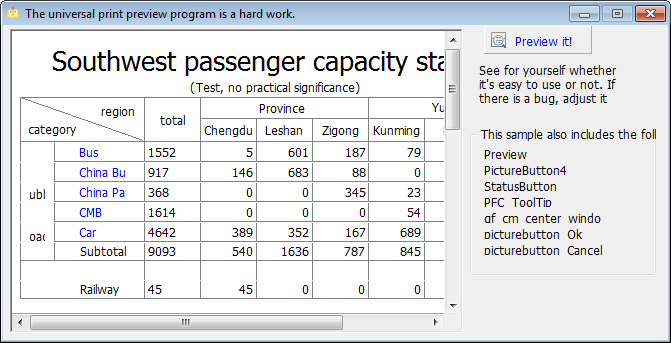 The universal print preview program is a hard work.
Southwest passenger capacity sta
(Test, no practical significance)
region
category
total
Province
Yu
Chengdu Leshan Zigong Kunming
Bus 1552 5 601 187 79
China Bu 917 146 683 88 0
ubl
China Pa 368 0 0 345 23
CMB 1614 0 0 0 54
Car 4642 389 352 167 689
Subtotal 9093 540 1636 787 845
Railway 45 45 0 0 0
Preview it!
See for yourself whether
it's easy to use or not. If
there is a bug, adjust it
This sample also includes the foll
Preview
PictureButton4
StatusButton
PFC_ToolTip
gf_cm_center_windo
picturebutton_Ok
picturebutton_Cancel